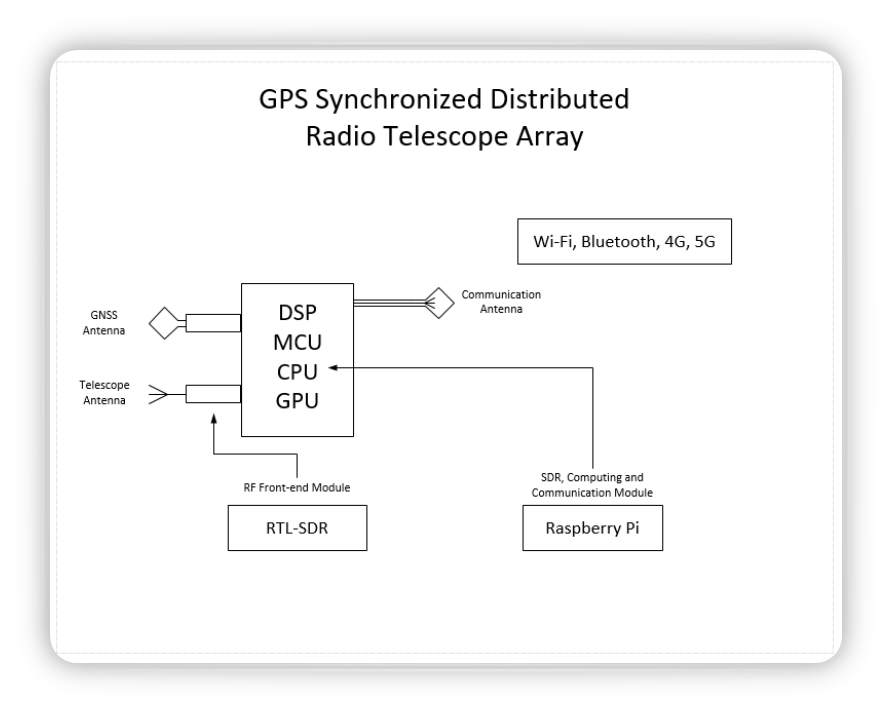 GPS Synchronized Distributed
Radio Telescope Array
Wi-Fi, Bluetooth, 4G, 5G
Communication
Antenna
GNSS
Antenna
DSP
MCU
CPU
GPU
Telescope
Antenna
RF Front-end Module
RTL-SDR
SDR, Computing and
Communication Module
Raspberry Pi